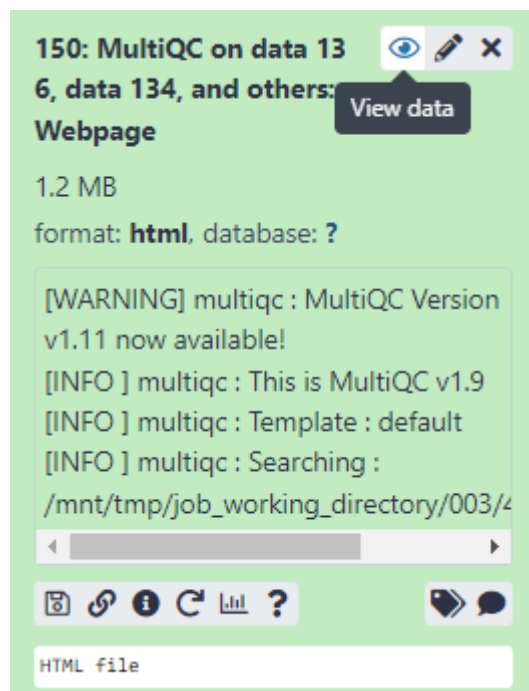 150: MultiQC on data 13
6, data 134, and others:
Webpage
View data
1.2 MB
format: html, database: ?
[WARNING] multiqc : MultiQC Version
v1.11 now available!
[INFO ] multiqc : This is MultiQC v1.9
[INFO ] multiqc : Template : default
[INFO ] multiqc : Searching :
/mnt/tmp/job_working_directory/003/4
HTML file